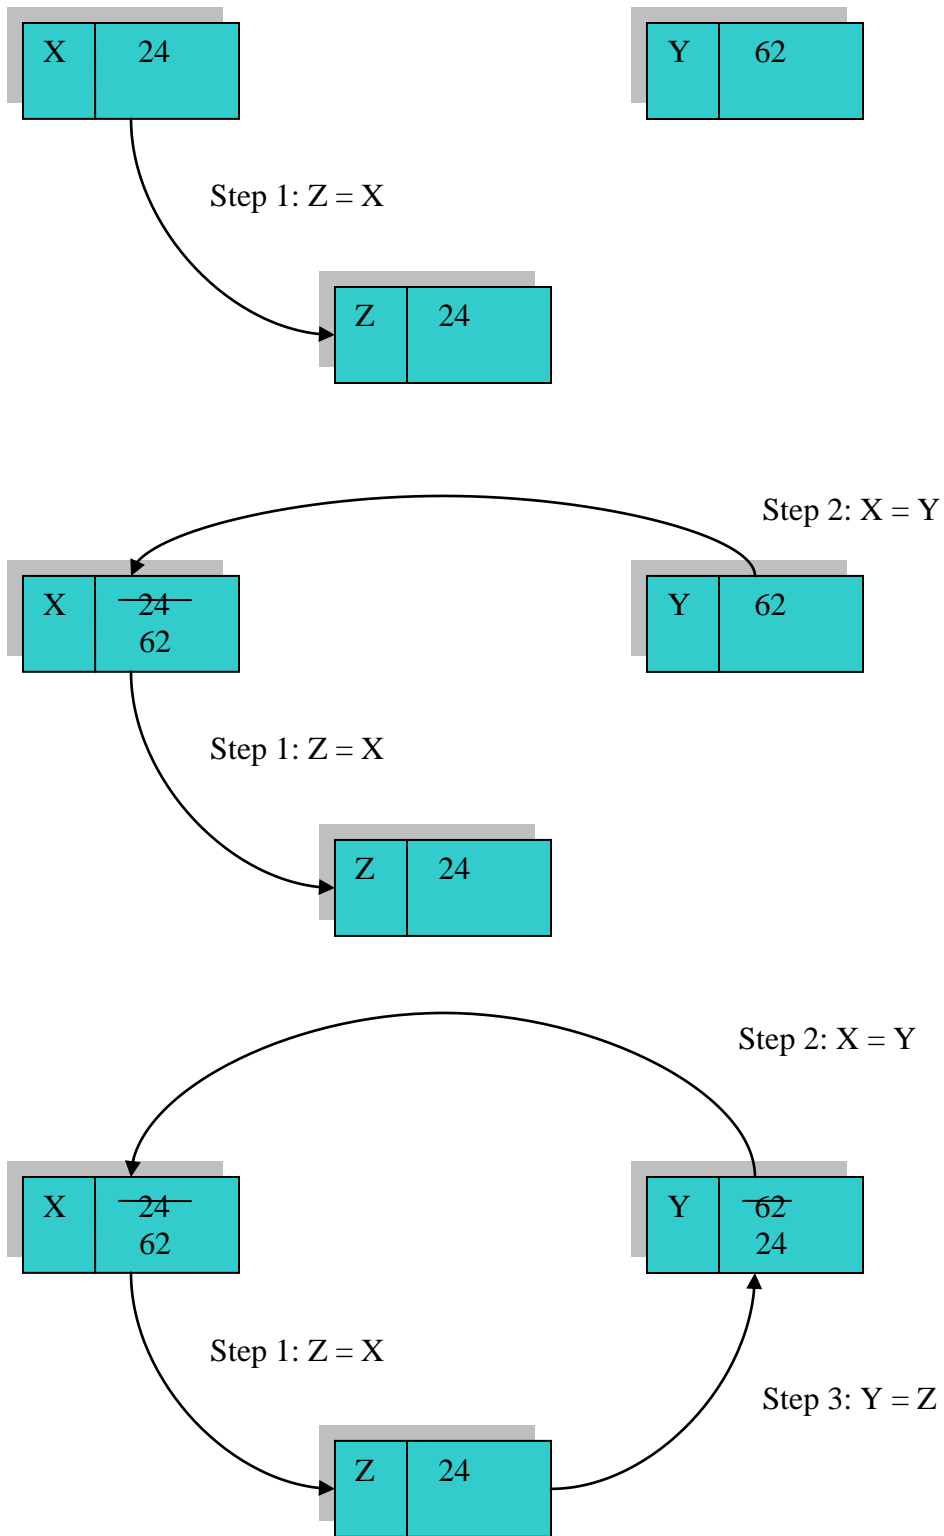 X 24
Y 62
Step 1: Z = X
Z 24
Step 2: X = Y
X 24
62
Y 62
Step 1: Z = X
Z 24
Step 2: X = Y
X 24
62
Y 62
24
Step 1: Z = X
Step 3: Y = Z
Z 24